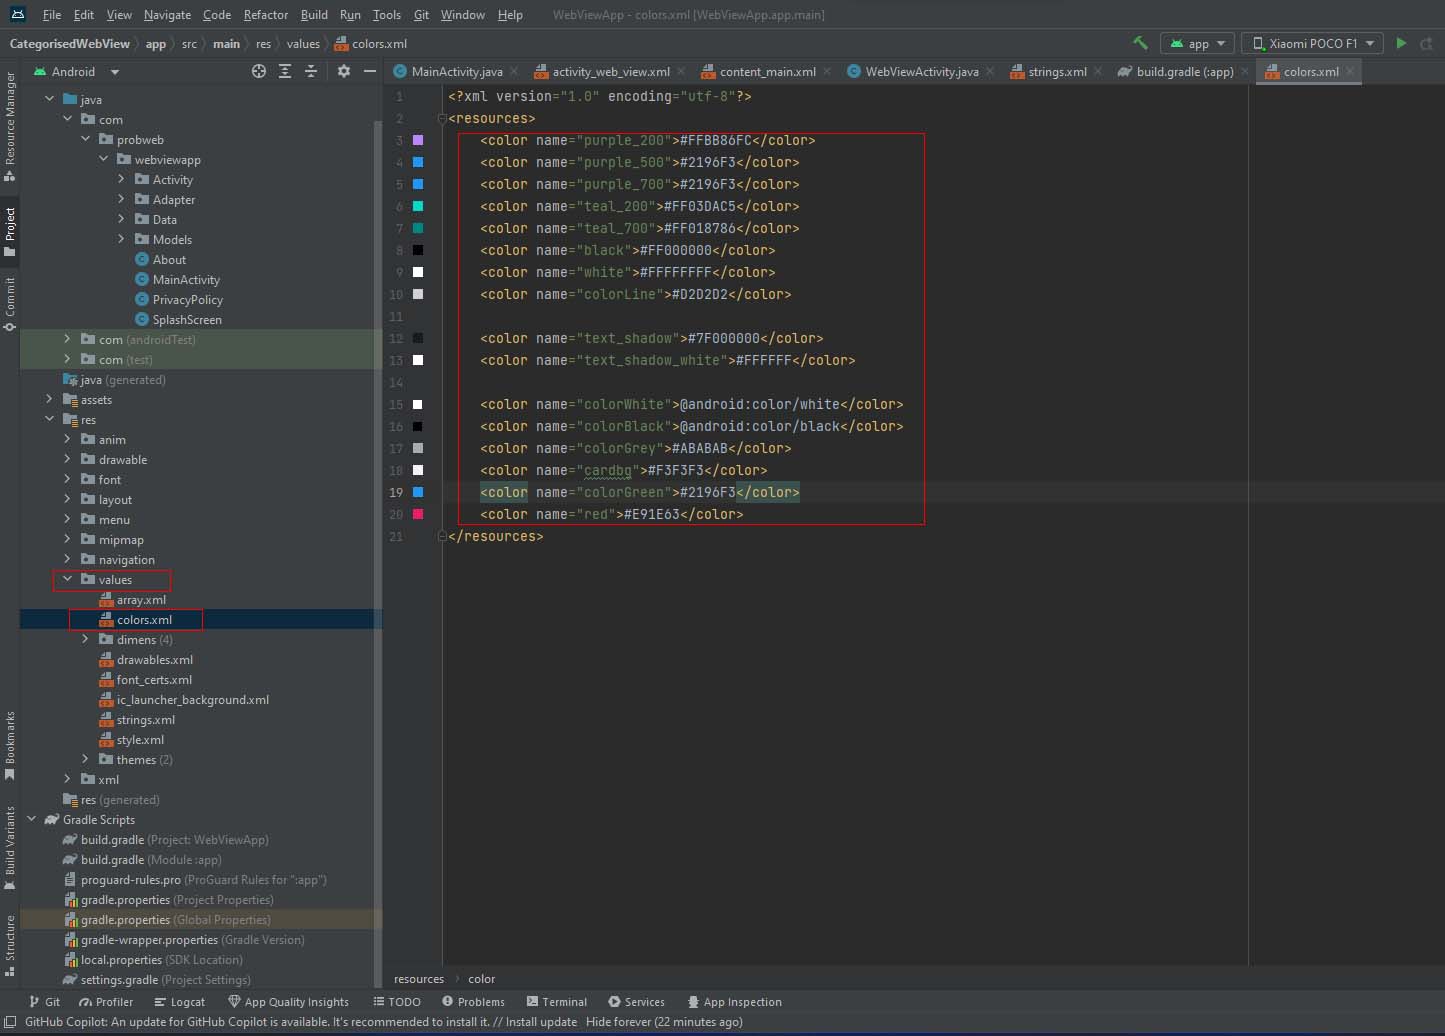 File Edit View Navigate Code Refactor Build Run Tools Git Window Help WebViewApp - colors.xml [WebViewApp.app.main]
CategorisedWebView app src main res values colors.xml app Xiaomi POCO F1
Android
MainActivity.java activity_web_view.xml content_main.xml WebViewActivity.java strings.xml build.gradle (:app) colors.xml
Resource Manager
Project
Commit
Bookmarks
Build Variants
Structure
java
com
probweb
webviewapp
Activity
Adapter
Data
Models
About
MainActivity
PrivacyPolicy
SplashScreen
com (androidTest)
com (test)
java (generated)
assets
res
anim
drawable
font
layout
menu
mipmap
navigation
values
array.xml
colors.xml
dimens (4)
drawables.xml
font_certs.xml
ic_launcher_background.xml
strings.xml
style.xml
themes (2)
xml
res (generated)
Gradle Scripts
build.gradle (Project: WebViewApp)
build.gradle (Module :app)
proguard-rules.pro (ProGuard Rules for ":app")
gradle.properties (Project Properties)
gradle.properties (Global Properties)
gradle-wrapper.properties (Gradle Version)
local.properties (SDK Location)
settings.gradle (Project Settings)
1 <?xml version="1.0" encoding="utf-8"?>
2 <resources>
3 <color name="purple_200">#FFBB86FC</color>
4 <color name="purple_500">#2196F3</color>
5 <color name="purple_700">#2196F3</color>
6 <color name="teal_200">#FF03DAC5</color>
7 <color name="teal_700">#FF018786</color>
8 <color name="black">#FF000000</color>
9 <color name="white">#FFFFFFFF</color>
10 <color name="colorLine">#D2D2D2</color>
11
12 <color name="text_shadow">#7F000000</color>
13 <color name="text_shadow_white">#FFFFFF</color>
14
15 <color name="colorWhite">@android:color/white</color>
16 <color name="colorBlack">@android:color/black</color>
17 <color name="colorGrey">#ABABAB</color>
18 <color name="cardbg">#F3F3F3</color>
19 <color name="colorGreen">#2196F3</color>
20 <color name="red">#E91E63</color>
21 </resources>
resources color
Git Profiler Logcat App Quality Insights TODO Problems Terminal Services App Inspection
GitHub Copilot: An update for GitHub Copilot is available. It's recommended to install it. // Install update Hide forever (22 minutes ago)